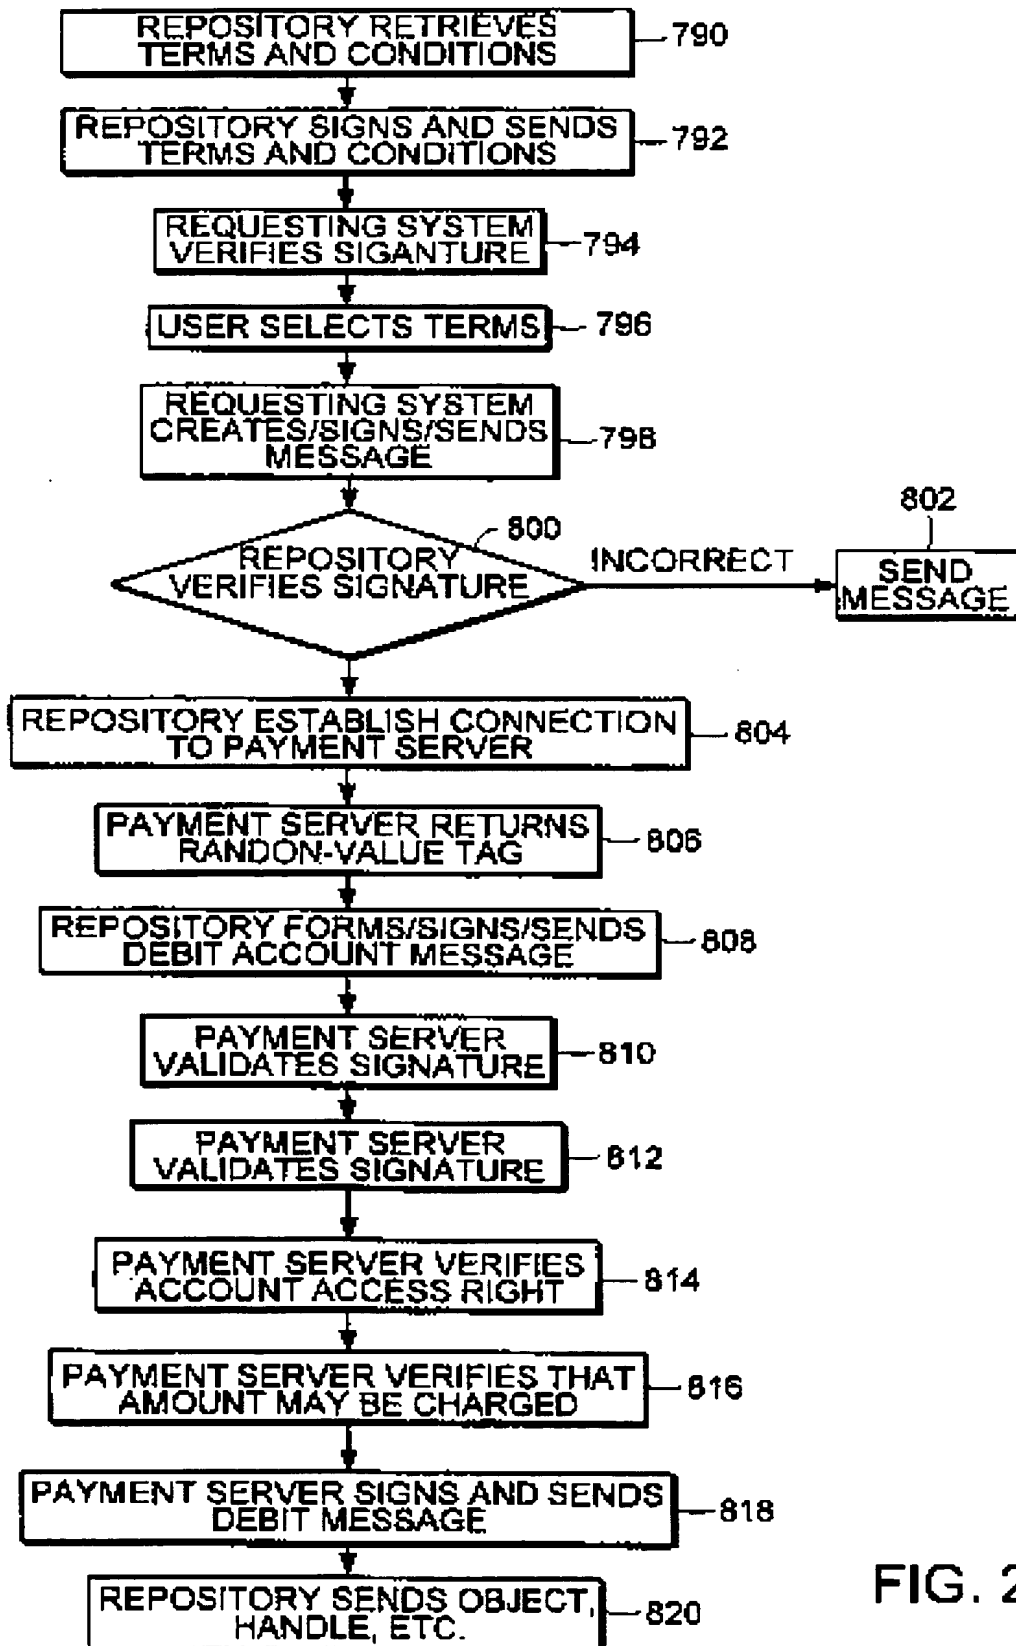 REPOSITORY RETRIEVES
TERMS AND CONDITIONS
790
REPOSITORY SIGNS AND SENDS
TERMS AND CONDITIONS
792
REQUESTING SYSTEM
VERIFIES SIGANTURE
794
USER SELECTS TERMS
796
REQUESTING SYSTEM
CREATES/SIGNS/SENDS
MESSAGE
798
800
REPOSITORY
VERIFIES SIGNATURE
INCORRECT
802
SEND
MESSAGE
REPOSITORY ESTABLISH CONNECTION
TO PAYMENT SERVER
804
PAYMENT SERVER RETURNS
RANDON-VALUE TAG
806
REPOSITORY FORMS/SIGNS/SENDS
DEBIT ACCOUNT MESSAGE
808
PAYMENT SERVER
VALIDATES SIGNATURE
810
PAYMENT SERVER
VALIDATES SIGNATURE
812
PAYMENT SERVER VERIFIES
ACCOUNT ACCESS RIGHT
814
PAYMENT SERVER VERIFIES THAT
AMOUNT MAY BE CHARGED
816
PAYMENT SERVER SIGNS AND SENDS
DEBIT MESSAGE
818
REPOSITORY SENDS OBJECT,
HANDLE, ETC.
820
FIG. 2